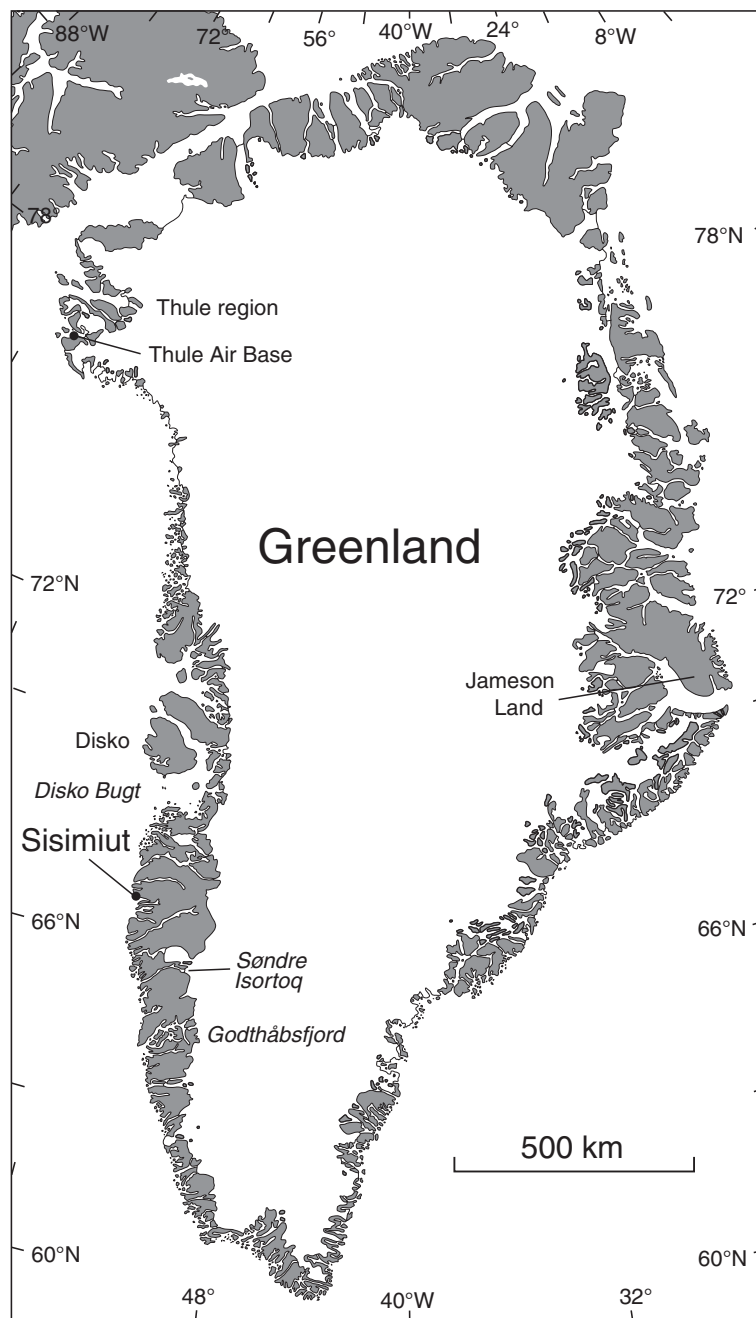 88°W 72° 56° 40°W 24° 8°W
78°
78°N
Thule region
Thule Air Base
Greenland
72°N
72°
Jameson
Land
Disko
Disko Bugt
Sisimiut
66°N
66°N
Søndre
Isortoq
Godthåbsfjord
500 km
60°N
60°N
48° 40°W 32°